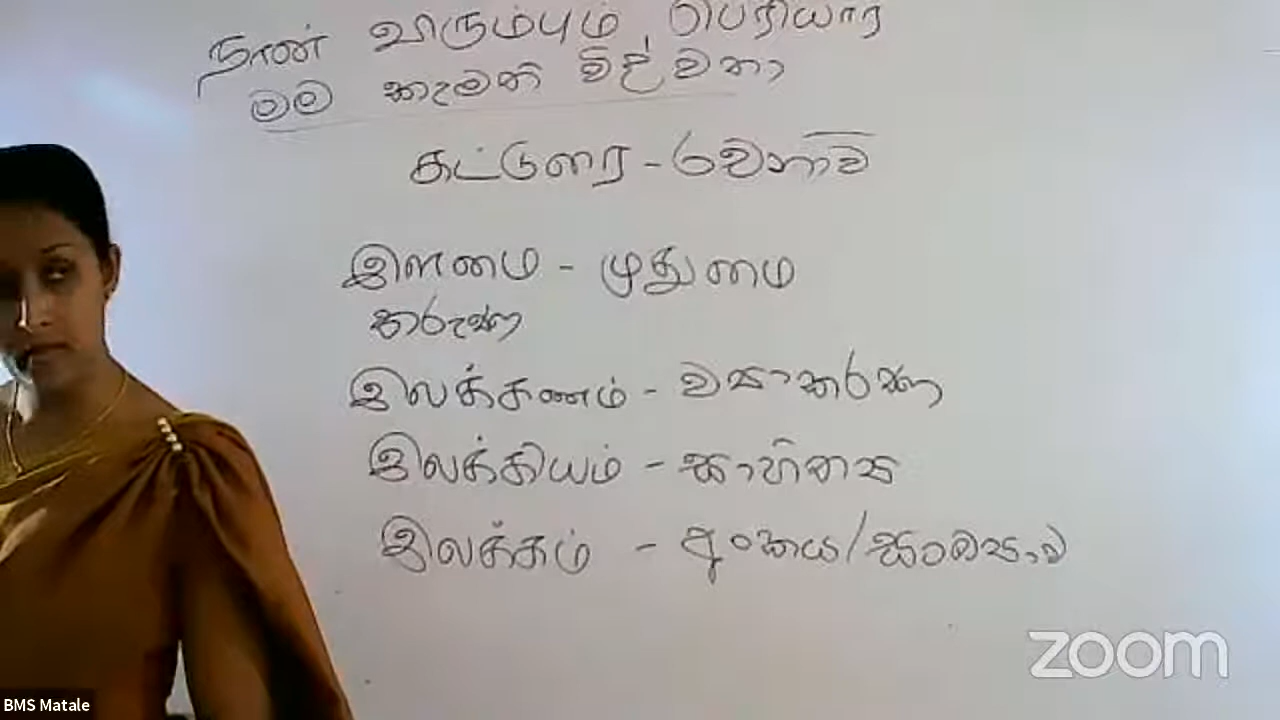 நான் விரும்பும் பெரியார்
මම කැමති විද්වතා
கட்டுரை - රචනාව
இளமை - முதுமை
තරුණ
இலக்கணம் - ව්‍යාකරණ
இலக்கியம் - සාහිත්‍ය
இலக்கம் - අංකය/සංඛ්‍යාව
zoom
BMS Matale